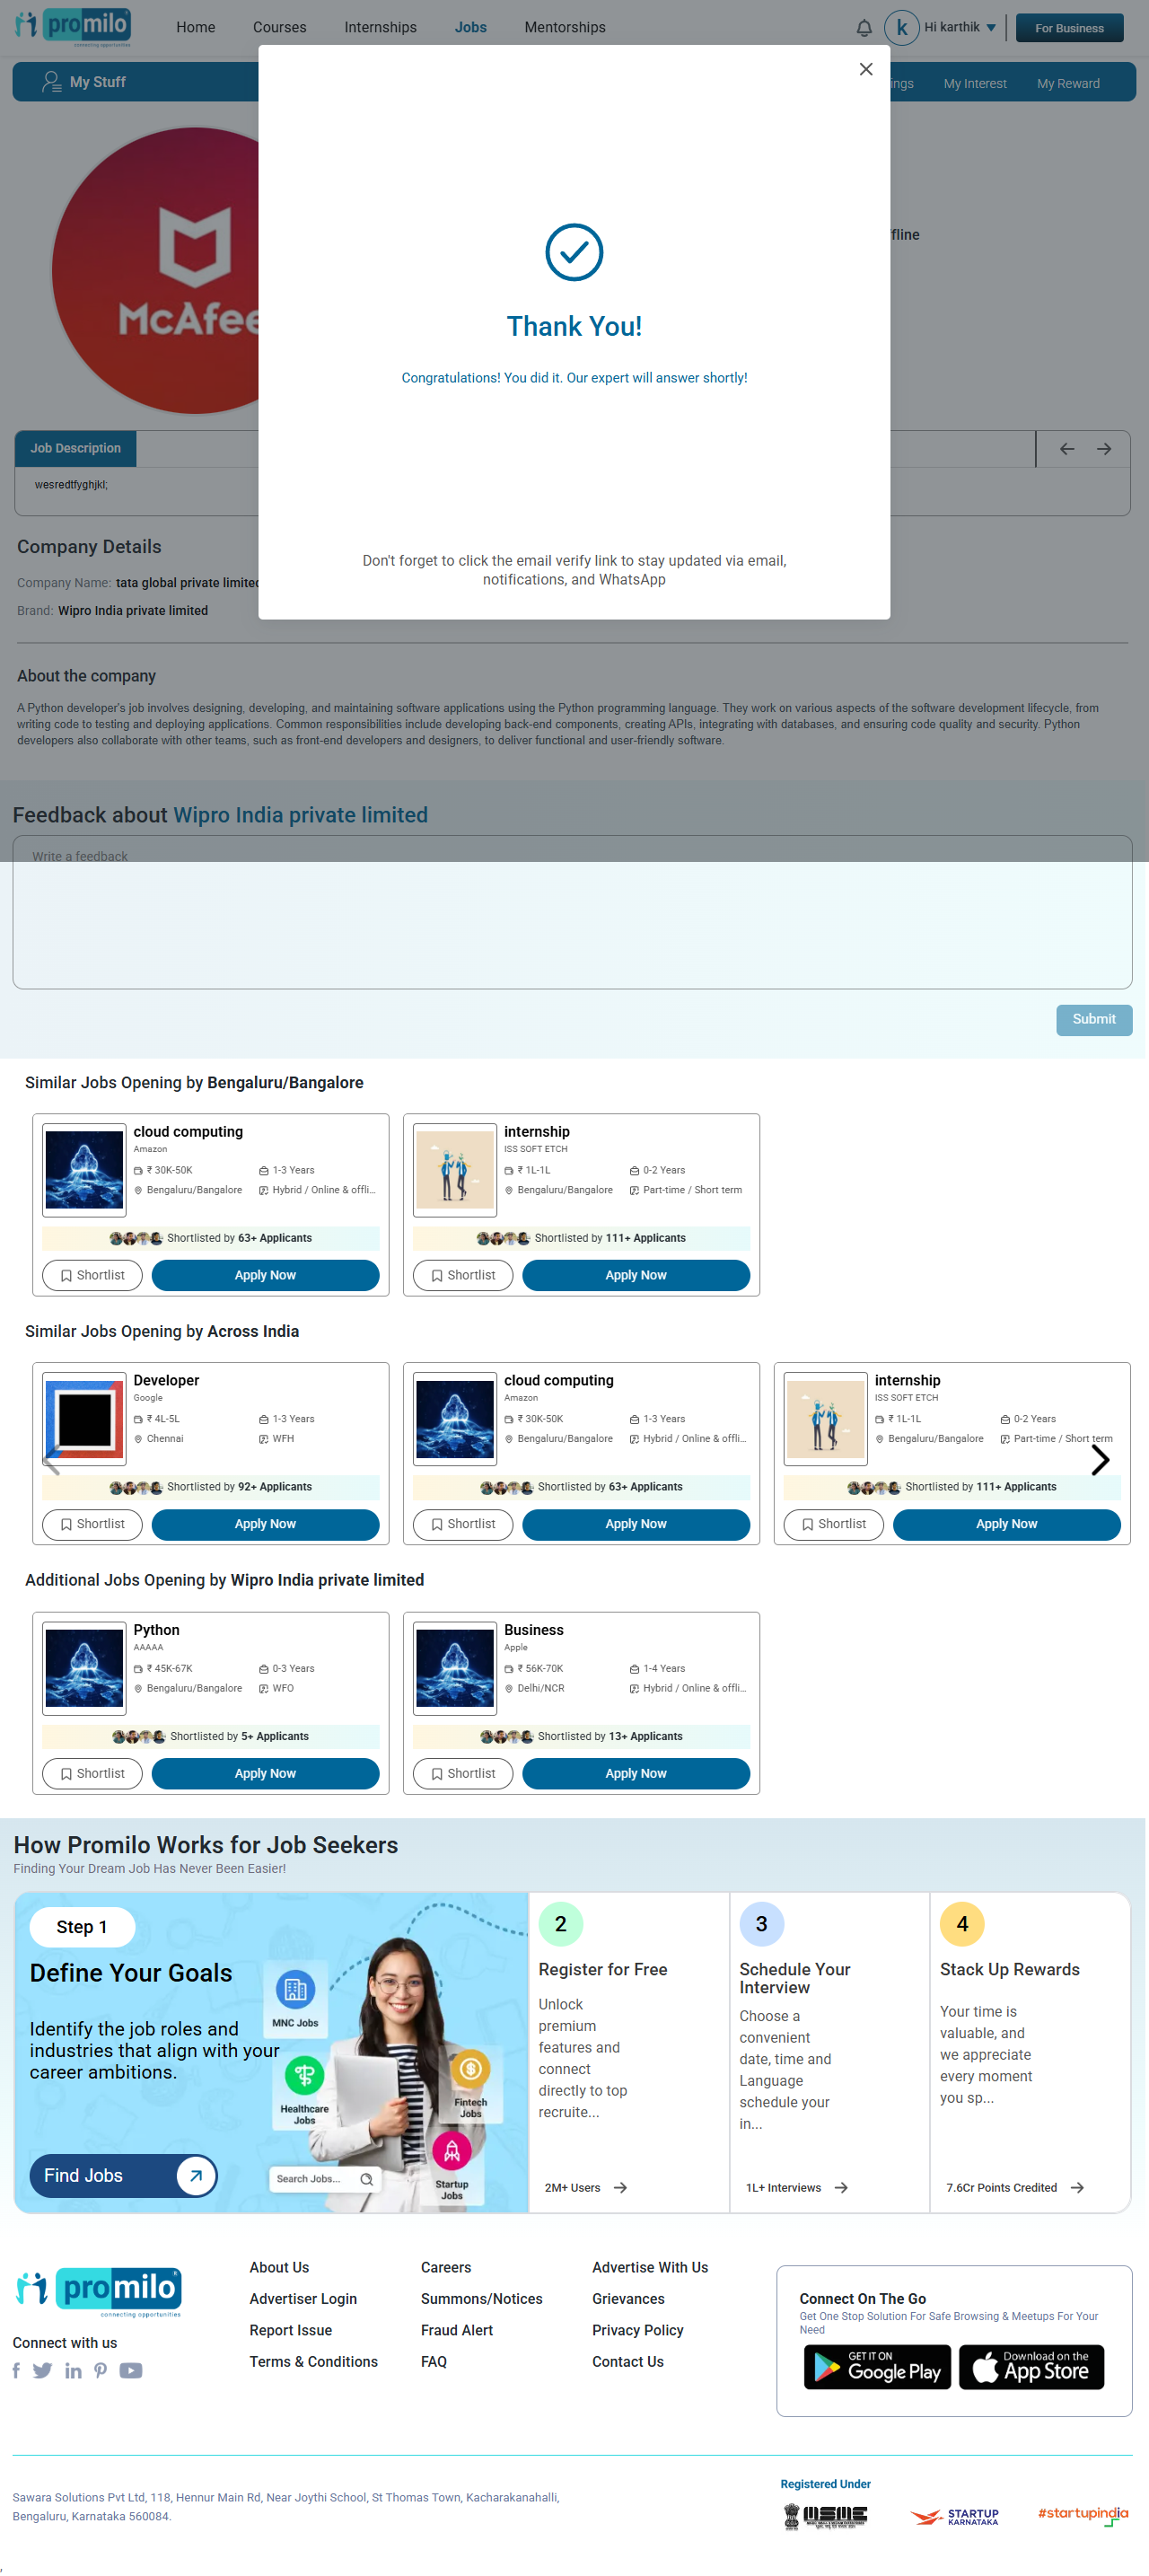 promilo
connecting opportunities
Home
Courses
Internships
Jobs
Mentorships
k
Hi karthik
For Business
My Stuff
ings
My Interest
My Reward
McAfee
ffline
Thank You!
Congratulations! You did it. Our expert will answer shortly!
Don't forget to click the email verify link to stay updated via email,
notifications, and WhatsApp
Job Description
wesredtfyghjkl;
Company Details
Company Name: tata global private limited
Brand: Wipro India private limited
About the company
A Python developer's job involves designing, developing, and maintaining software applications using the Python programming language. They work on various aspects of the software development lifecycle, from
writing code to testing and deploying applications. Common responsibilities include developing back-end components, creating APIs, integrating with databases, and ensuring code quality and security. Python
developers also collaborate with other teams, such as front-end developers and designers, to deliver functional and user-friendly software.
Feedback about Wipro India private limited
Write a feedback
Submit
Similar Jobs Opening by Bengaluru/Bangalore
cloud computing
Amazon
₹ 30K-50K
1-3 Years
Bengaluru/Bangalore
Hybrid / Online & offli...
Shortlisted by 63+ Applicants
Shortlist
Apply Now
internship
ISS SOFT ETCH
₹ 1L-1L
0-2 Years
Bengaluru/Bangalore
Part-time / Short term
Shortlisted by 111+ Applicants
Shortlist
Apply Now
Similar Jobs Opening by Across India
Developer
Google
₹ 4L-5L
1-3 Years
Chennai
WFH
Shortlisted by 92+ Applicants
Shortlist
Apply Now
cloud computing
Amazon
₹ 30K-50K
1-3 Years
Bengaluru/Bangalore
Hybrid / Online & offli...
Shortlisted by 63+ Applicants
Shortlist
Apply Now
internship
ISS SOFT ETCH
₹ 1L-1L
0-2 Years
Bengaluru/Bangalore
Part-time / Short term
Shortlisted by 111+ Applicants
Shortlist
Apply Now
Additional Jobs Opening by Wipro India private limited
Python
AAAAA
₹ 45K-67K
0-3 Years
Bengaluru/Bangalore
WFO
Shortlisted by 5+ Applicants
Shortlist
Apply Now
Business
Apple
₹ 56K-70K
1-4 Years
Delhi/NCR
Hybrid / Online & offli...
Shortlisted by 13+ Applicants
Shortlist
Apply Now
How Promilo Works for Job Seekers
Finding Your Dream Job Has Never Been Easier!
Step 1
Define Your Goals
Identify the job roles and
industries that align with your
career ambitions.
Find Jobs
MNC Jobs
Healthcare
Jobs
Fintech
Jobs
Startup
Jobs
Search Jobs...
2
Register for Free
Unlock
premium
features and
connect
directly to top
recruite...
2M+ Users
3
Schedule Your
Interview
Choose a
convenient
date, time and
Language
schedule your
in...
1L+ Interviews
4
Stack Up Rewards
Your time is
valuable, and
we appreciate
every moment
you sp...
7.6Cr Points Credited
promilo
connecting opportunities
Connect with us
About Us
Advertiser Login
Report Issue
Terms & Conditions
Careers
Summons/Notices
Fraud Alert
FAQ
Advertise With Us
Grievances
Privacy Policy
Contact Us
Connect On The Go
Get One Stop Solution For Safe Browsing & Meetups For Your
Need
GET IT ON
Google Play
Download on the
App Store
Sawara Solutions Pvt Ltd, 118, Hennur Main Rd, Near Joythi School, St Thomas Town, Kacharakanahalli,
Bengaluru, Karnataka 560084.
Registered Under
MSME
STARTUP
KARNATAKA
#startupindia
,